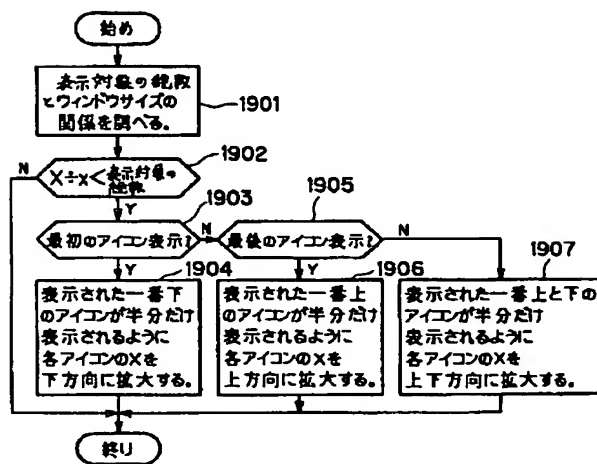 始め
表示対象の総数
とウィンドウサイズの
関係を調べる。
1901
1902
N
X÷x<表示対象の
総数
Y
1903
最初のアイコン表示?
N
1905
最後のアイコン表示?
N
Y
1904
表示された一番下
のアイコンが半分だけ
表示されるように
各アイコンのxを
下方向に拡大する。
Y
1906
表示された一番上
のアイコンが半分だけ
表示されるように
各アイコンのxを
上方向に拡大する。
1907
表示された一番上と下の
アイコンが半分だけ
表示されるように
各アイコンのxを
上下方向に拡大する。
終り